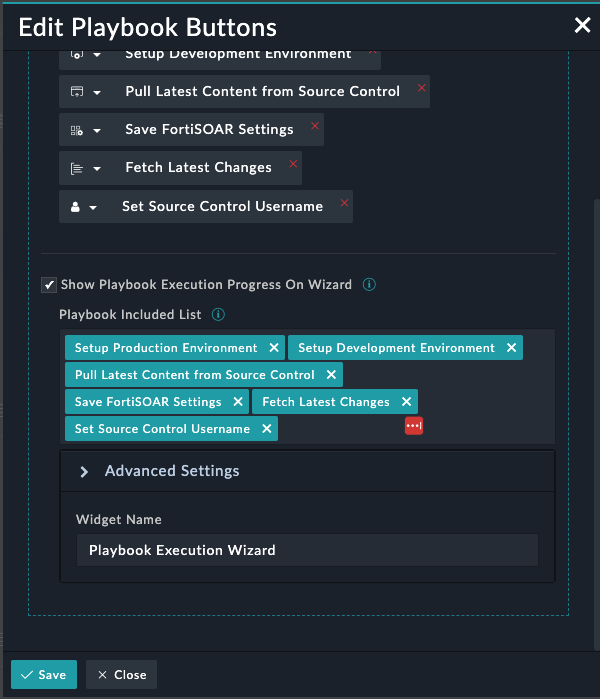 Edit Playbook Buttons
Setup Development Environment
Pull Latest Content from Source Control
Save FortiSOAR Settings
Fetch Latest Changes
Set Source Control Username
Show Playbook Execution Progress On Wizard
Playbook Included List
Setup Production Environment Setup Development Environment
Pull Latest Content from Source Control
Save FortiSOAR Settings Fetch Latest Changes
Set Source Control Username
Advanced Settings
Widget Name
Playbook Execution Wizard
Save Close